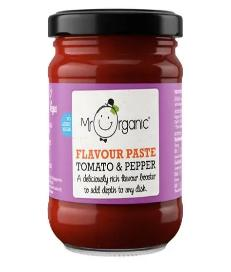 Mr Organic
FLAVOUR PASTE
TOMATO & PEPPER
A deliciously rich flavour booster
to add depth to any dish.